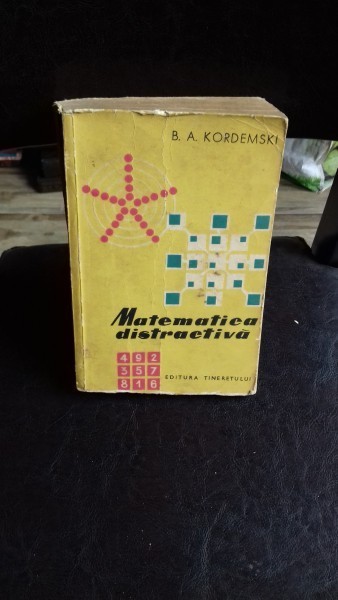 B. A. KORDEMSKI
Matematica
distractivă
4 9 2
3 5 7
8 1 6
EDITURA TINERETULUI